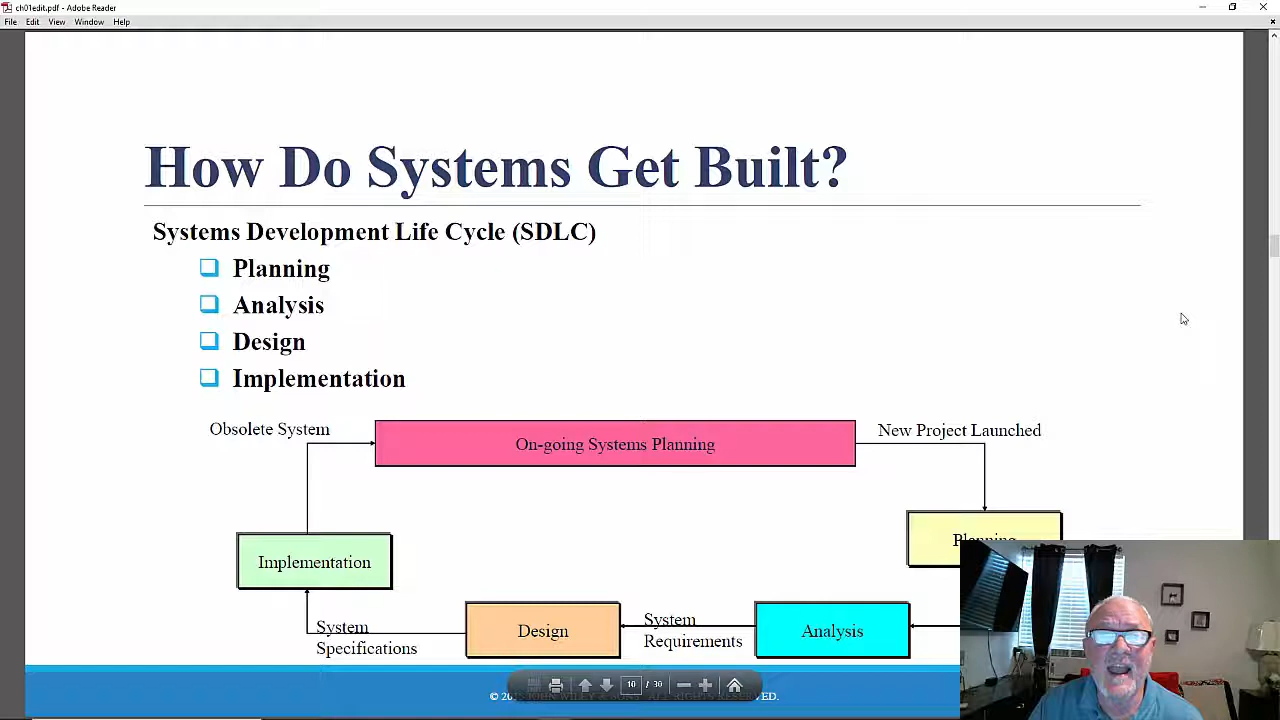 ch01edit.pdf - Adobe Reader
File Edit View Window Help
How Do Systems Get Built?
Systems Development Life Cycle (SDLC)
Planning
Analysis
Design
Implementation
Obsolete System
On-going Systems Planning
New Project Launched
Planning
Implementation
System
Specifications
Design
System
Requirements
Analysis
10 / 30